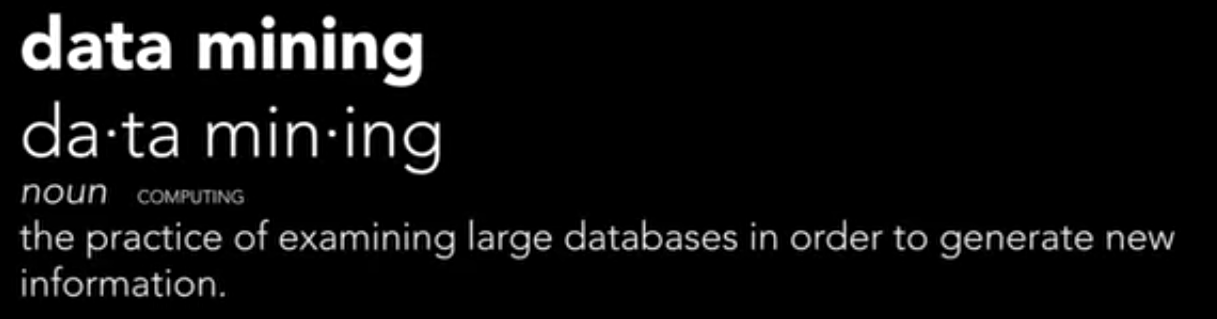 data mining
da·ta min·ing
noun COMPUTING
the practice of examining large databases in order to generate new
information.